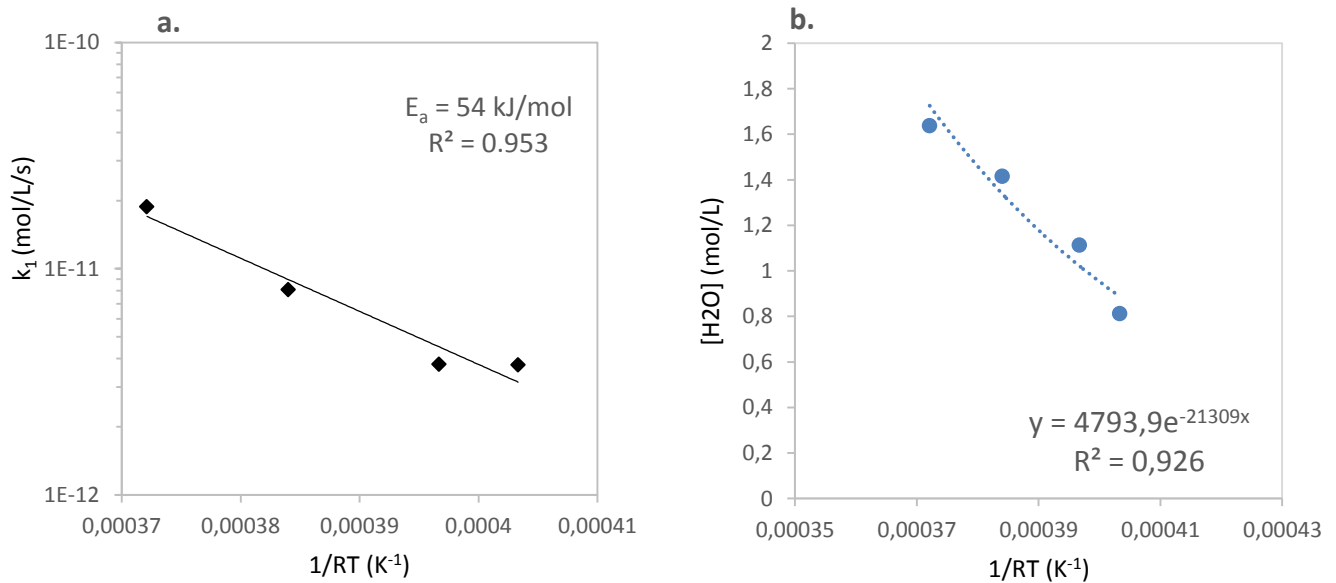 a.
1E-10
1E-11
1E-12
k1 (mol/L/s)
Ea = 54 kJ/mol
R² = 0.953
0,00037 0,00038 0,00039 0,0004 0,00041
1/RT (K-1)
b.
2
1,8
1,6
1,4
1,2
1
0,8
0,6
0,4
0,2
0
[H2O] (mol/L)
y = 4793,9e-21309x
R² = 0,926
0,00035 0,00037 0,00039 0,00041 0,00043
1/RT (K-1)